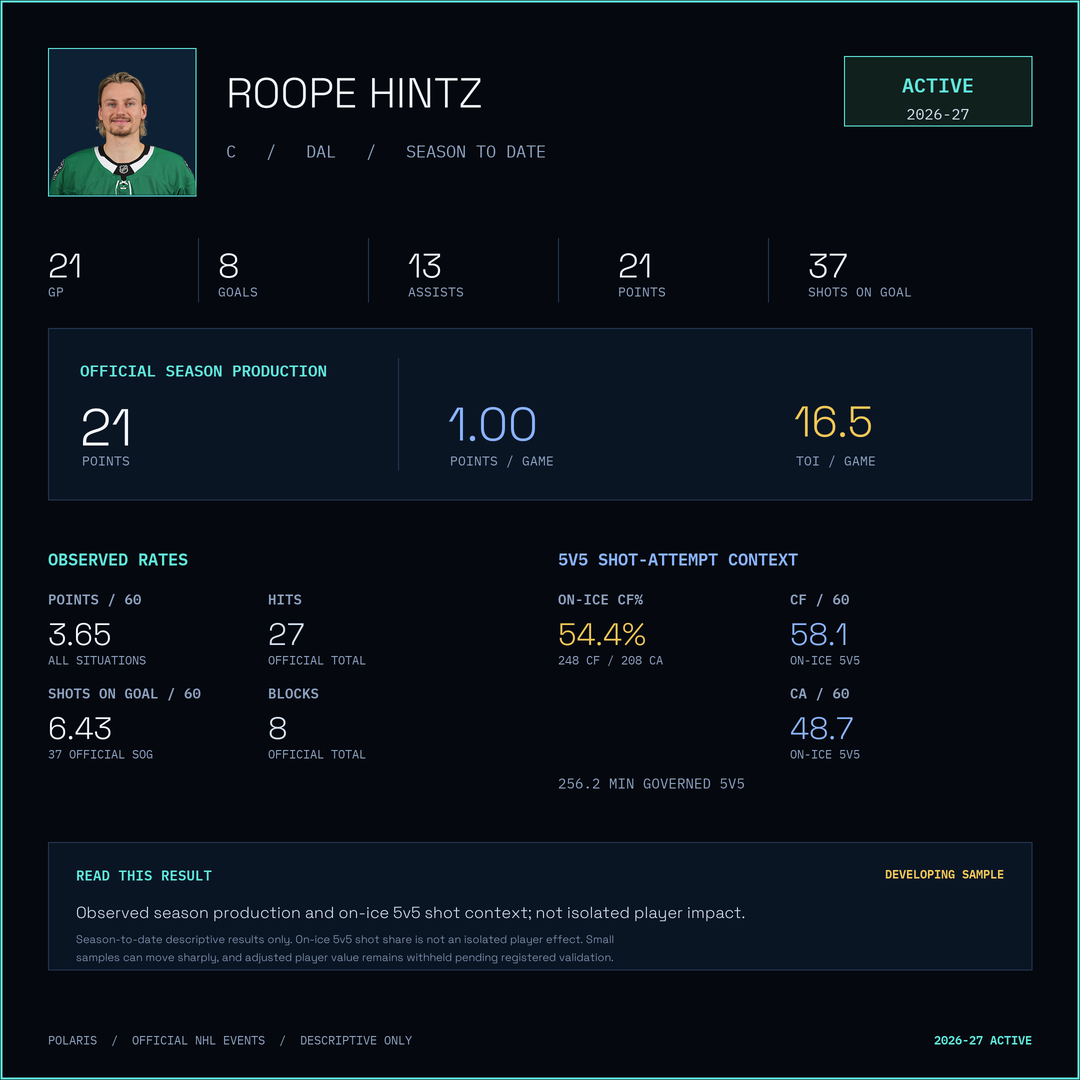 ROOPE HINTZ
C / DAL / SEASON TO DATE
ACTIVE
2026-27
21
GP
8
GOALS
13
ASSISTS
21
POINTS
37
SHOTS ON GOAL
OFFICIAL SEASON PRODUCTION
21
POINTS
1.00
POINTS / GAME
16.5
TOI / GAME
OBSERVED RATES
POINTS / 60
3.65
ALL SITUATIONS
HITS
27
OFFICIAL TOTAL
SHOTS ON GOAL / 60
6.43
37 OFFICIAL SOG
BLOCKS
8
OFFICIAL TOTAL
5V5 SHOT-ATTEMPT CONTEXT
ON-ICE CF%
54.4%
248 CF / 208 CA
CF / 60
58.1
ON-ICE 5V5
CA / 60
48.7
ON-ICE 5V5
256.2 MIN GOVERNED 5V5
READ THIS RESULT
DEVELOPING SAMPLE
Observed season production and on-ice 5v5 shot context; not isolated player impact.
Season-to-date descriptive results only. On-ice 5v5 shot share is not an isolated player effect. Small
samples can move sharply, and adjusted player value remains withheld pending registered validation.
POLARIS / OFFICIAL NHL EVENTS / DESCRIPTIVE ONLY
2026-27 ACTIVE